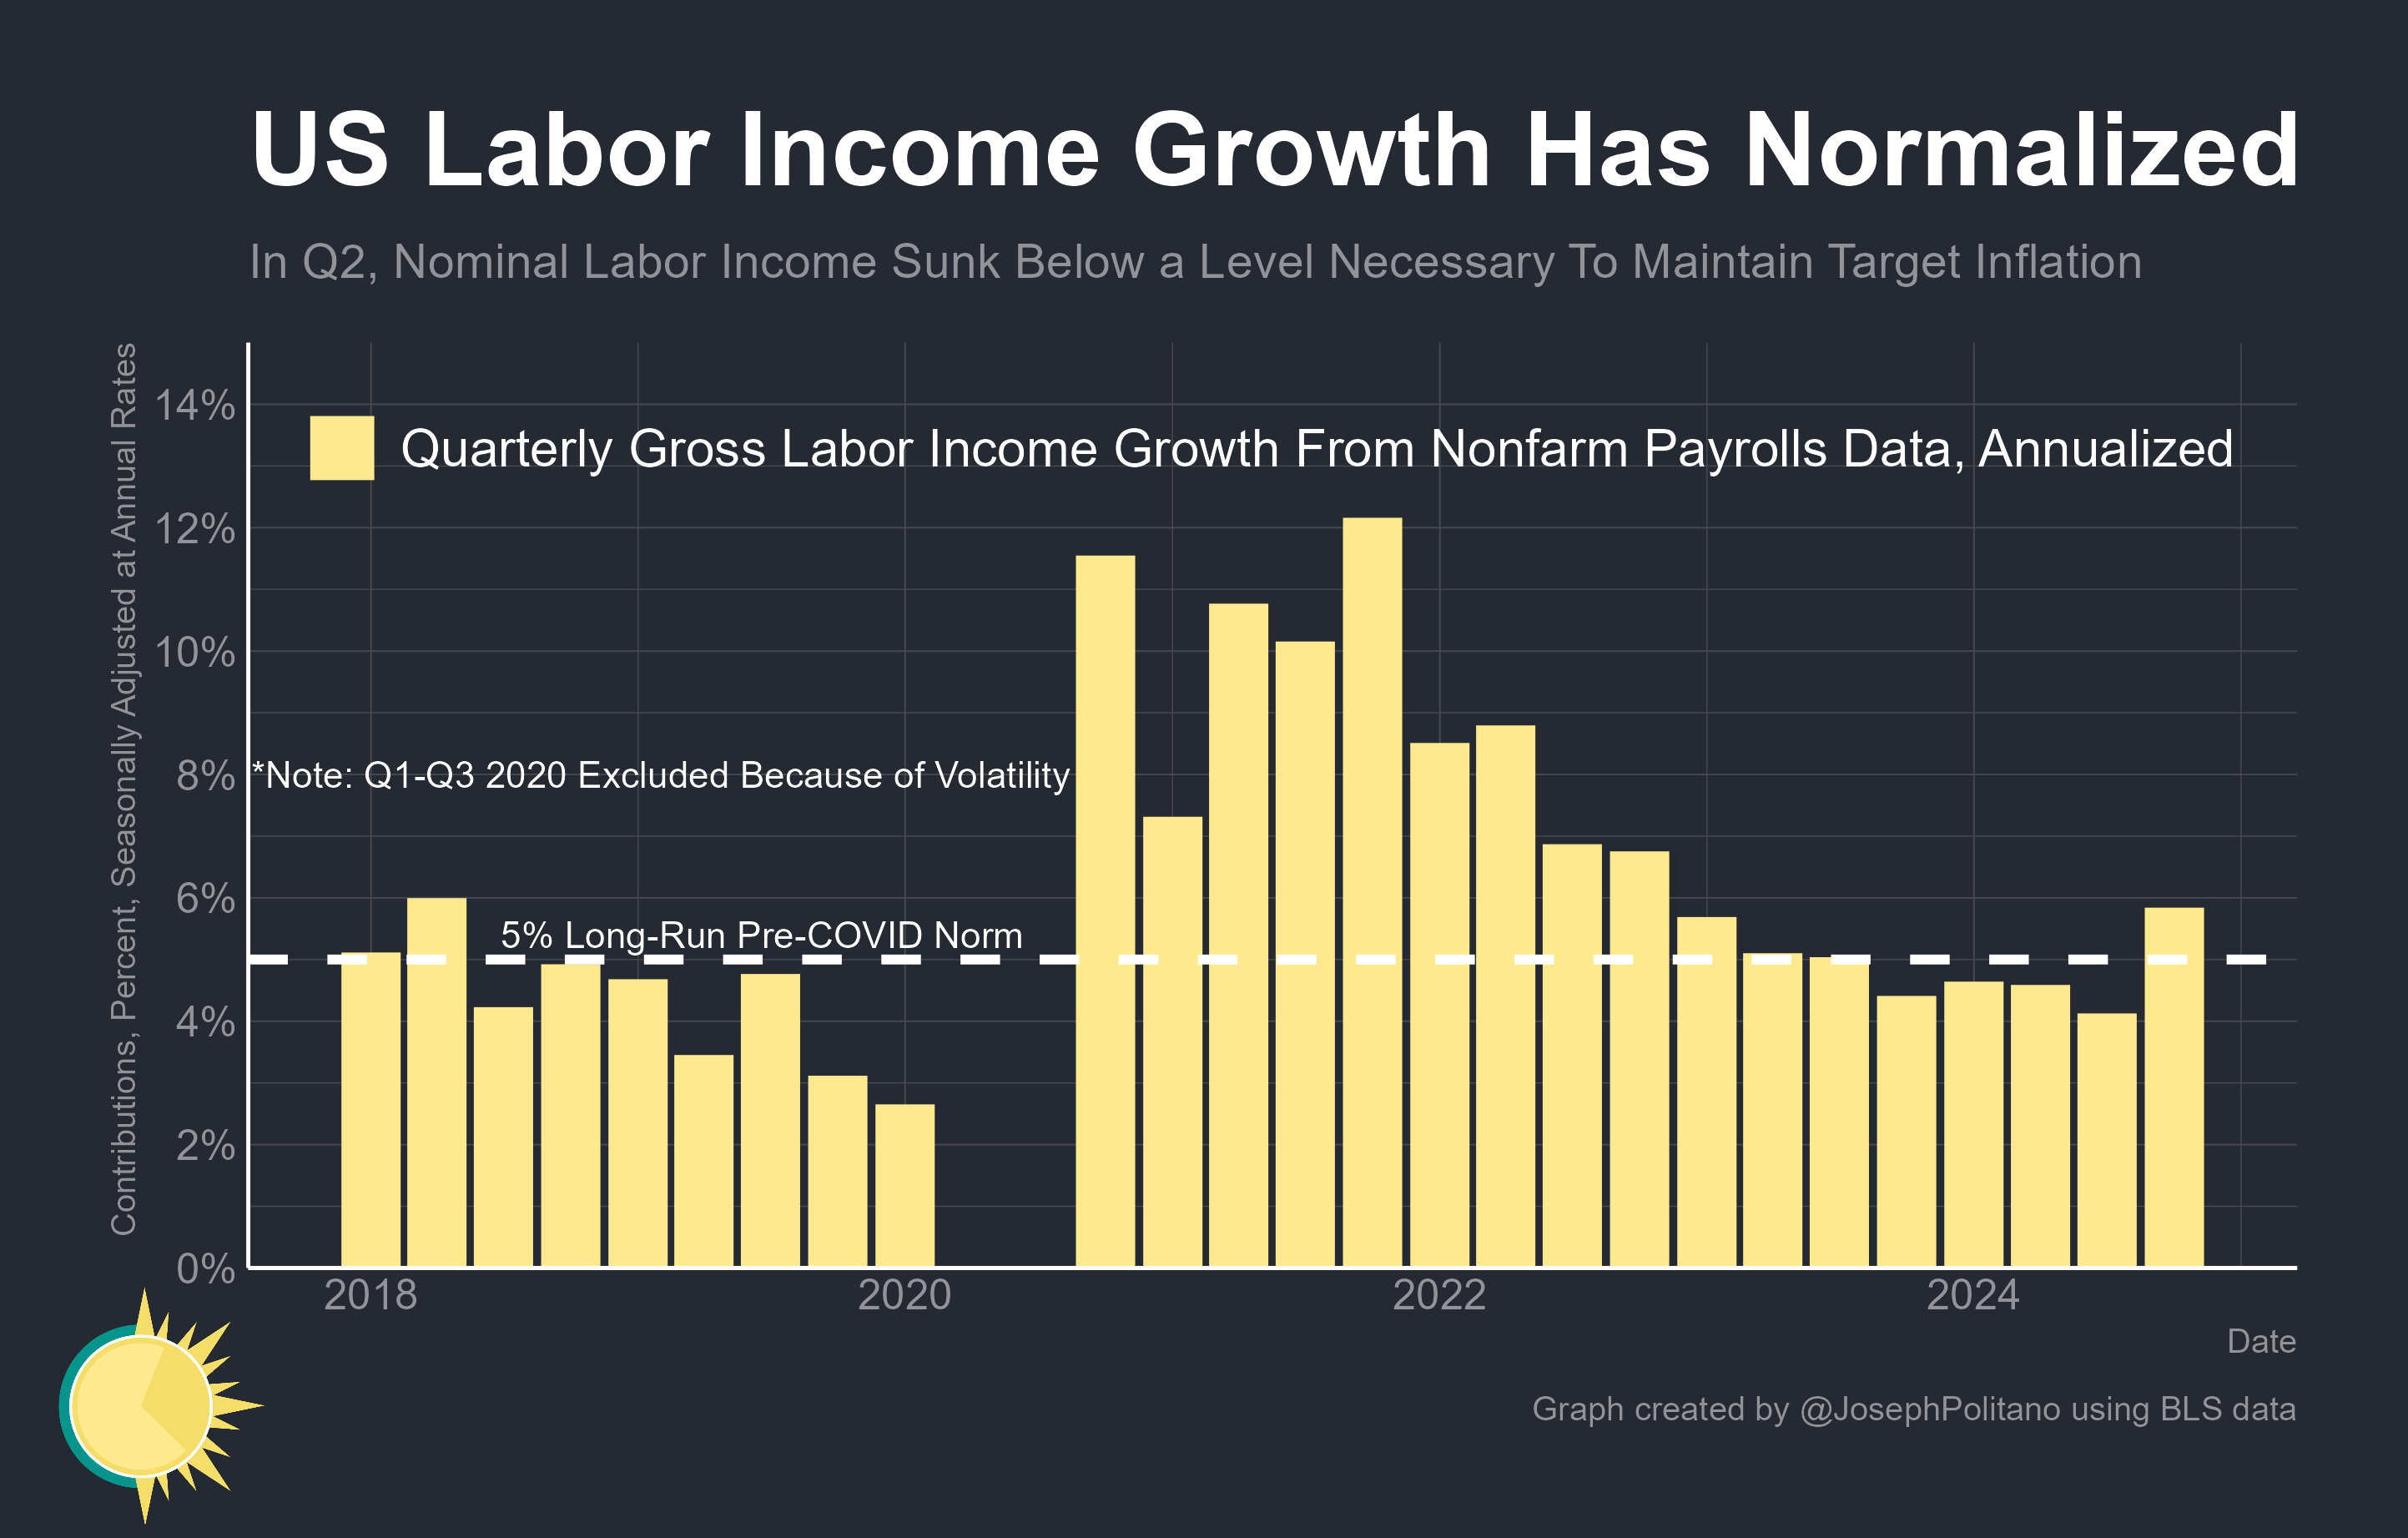 US Labor Income Growth Has Normalized
In Q2, Nominal Labor Income Sunk Below a Level Necessary To Maintain Target Inflation
Contributions, Percent, Seasonally Adjusted at Annual Rates
14%
Quarterly Gross Labor Income Growth From Nonfarm Payrolls Data, Annualized
12%
10%
8%
*Note: Q1-Q3 2020 Excluded Because of Volatility
6%
5% Long-Run Pre-COVID Norm
4%
2%
0%
2018 2020 2022 2024
Date
Graph created by @JosephPolitano using BLS data